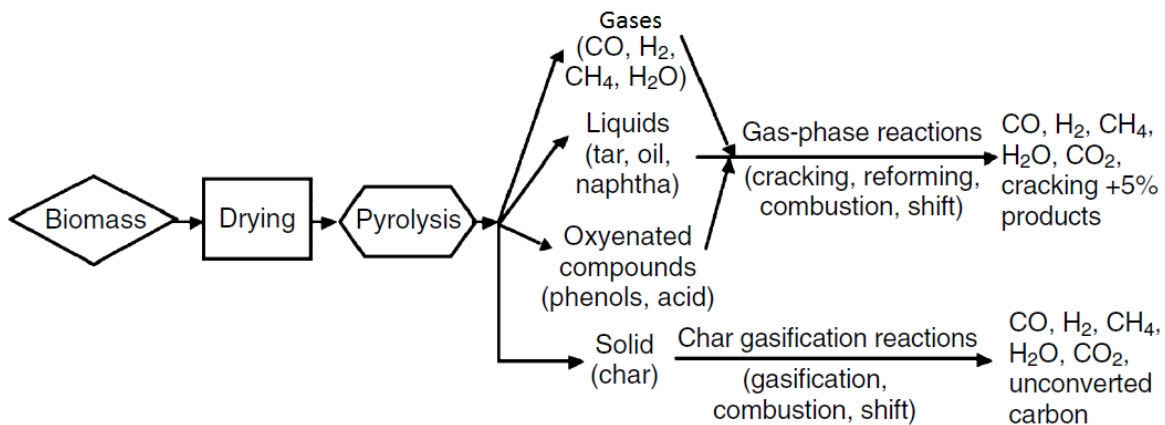 Biomass
Drying
Pyrolysis
Gases
(CO, H₂,
CH₄, H₂O)
Liquids
(tar, oil,
naphtha)
Oxyenated
compounds
(phenols, acid)
Solid
(char)
Gas-phase reactions
(cracking, reforming,
combustion, shift)
CO, H₂, CH₄,
H₂O, CO₂,
cracking +5%
products
Char gasification reactions
(gasification,
combustion, shift)
CO, H₂, CH₄,
H₂O, CO₂,
unconverted
carbon